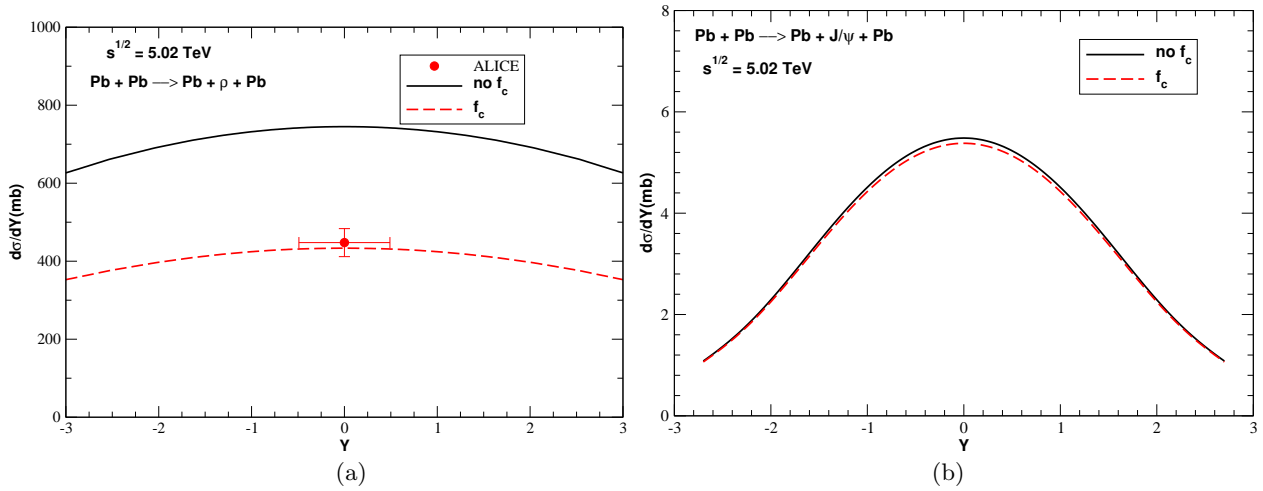 1000
800
600
400
200
0
dσ/dY(mb)
s^{1/2} = 5.02 TeV
Pb + Pb —> Pb + ρ + Pb
ALICE
no f_c
f_c
-3 -2 -1 0 1 2 3
Y
(a)
8
6
4
2
0
dσ/dY(mb)
Pb + Pb —> Pb + J/ψ + Pb
s^{1/2} = 5.02 TeV
no f_c
f_c
-3 -2 -1 0 1 2 3
Y
(b)